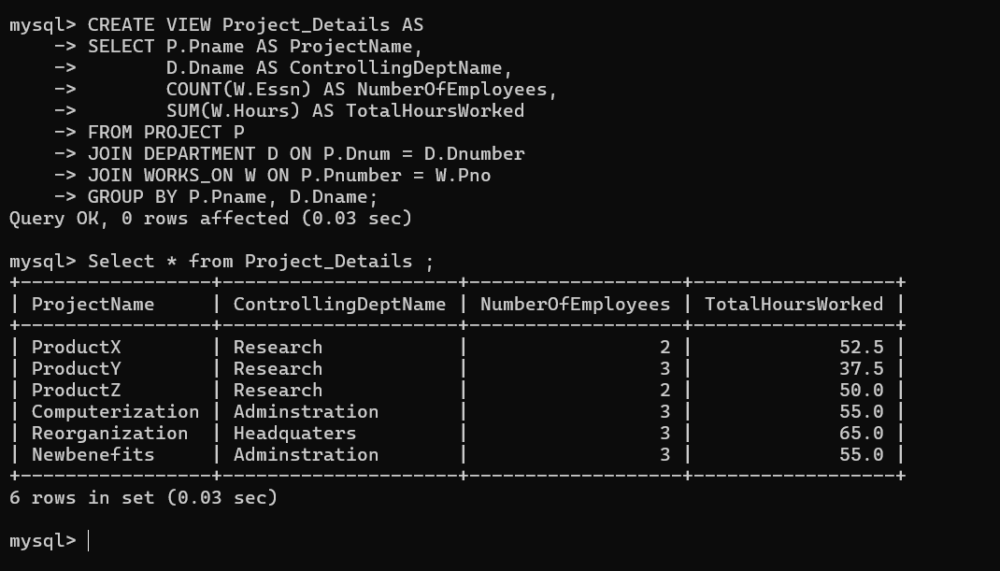 mysql> CREATE VIEW Project_Details AS
    -> SELECT P.Pname AS ProjectName,
    ->        D.Dname AS ControllingDeptName,
    ->        COUNT(W.Essn) AS NumberOfEmployees,
    ->        SUM(W.Hours) AS TotalHoursWorked
    -> FROM PROJECT P
    -> JOIN DEPARTMENT D ON P.Dnum = D.Dnumber
    -> JOIN WORKS_ON W ON P.Pnumber = W.Pno
    -> GROUP BY P.Pname, D.Dname;
Query OK, 0 rows affected (0.03 sec)

mysql> Select * from Project_Details ;
+-----------------+---------------------+-------------------+------------------+
| ProjectName     | ControllingDeptName | NumberOfEmployees | TotalHoursWorked |
+-----------------+---------------------+-------------------+------------------+
| ProductX        | Research            |                 2 |             52.5 |
| ProductY        | Research            |                 3 |             37.5 |
| ProductZ        | Research            |                 2 |             50.0 |
| Computerization | Adminstration       |                 3 |             55.0 |
| Reorganization  | Headquaters         |                 3 |             65.0 |
| Newbenefits     | Adminstration       |                 3 |             55.0 |
+-----------------+---------------------+-------------------+------------------+
6 rows in set (0.03 sec)

mysql>